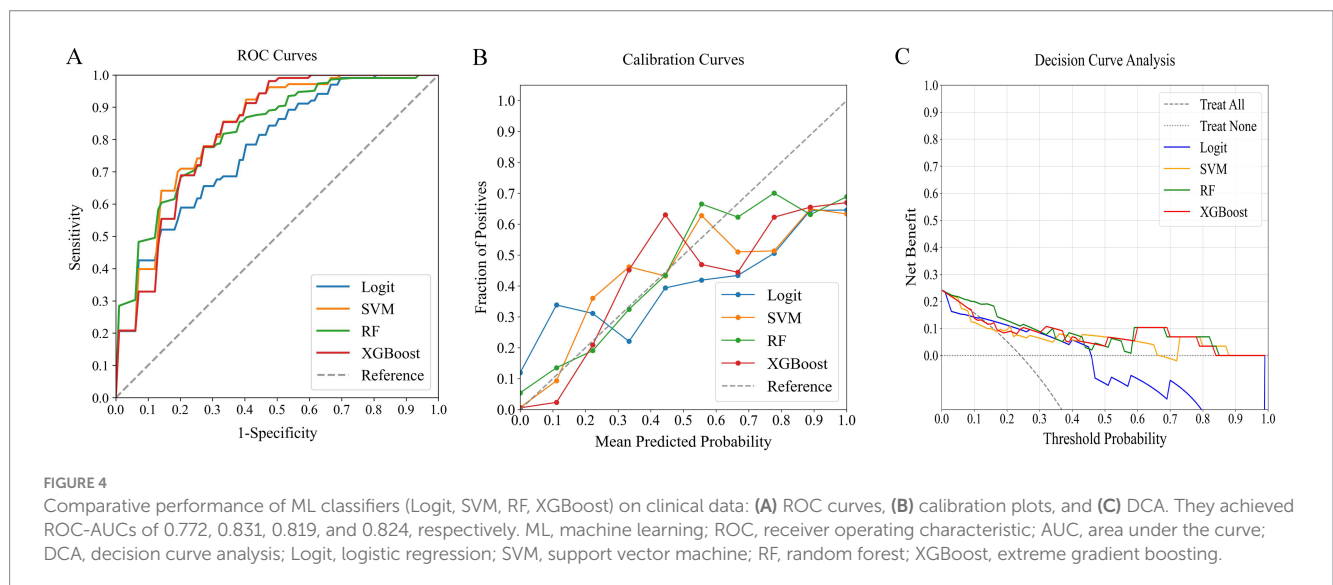 A
ROC Curves
1.0
0.9
0.8
0.7
0.6
0.5
0.4
0.3
0.2
0.1
0.0
Sensitivity
0.0 0.1 0.2 0.3 0.4 0.5 0.6 0.7 0.8 0.9 1.0
1-Specificity
Logit
SVM
RF
XGBoost
Reference
B
Calibration Curves
1.0
0.9
0.8
0.7
0.6
0.5
0.4
0.3
0.2
0.1
0.0
Fraction of Positives
0.0 0.1 0.2 0.3 0.4 0.5 0.6 0.7 0.8 0.9 1.0
Mean Predicted Probability
Logit
SVM
RF
XGBoost
Reference
C
Decision Curve Analysis
1.0
0.9
0.8
0.7
0.6
0.5
0.4
0.3
0.2
0.1
0.0
Net Benefit
0.0 0.1 0.2 0.3 0.4 0.5 0.6 0.7 0.8 0.9 1.0
Threshold Probability
Treat All
Treat None
Logit
SVM
RF
XGBoost
FIGURE 4
Comparative performance of ML classifiers (Logit, SVM, RF, XGBoost) on clinical data: (A) ROC curves, (B) calibration plots, and (C) DCA. They achieved
ROC-AUCs of 0.772, 0.831, 0.819, and 0.824, respectively. ML, machine learning; ROC, receiver operating characteristic; AUC, area under the curve;
DCA, decision curve analysis; Logit, logistic regression; SVM, support vector machine; RF, random forest; XGBoost, extreme gradient boosting.